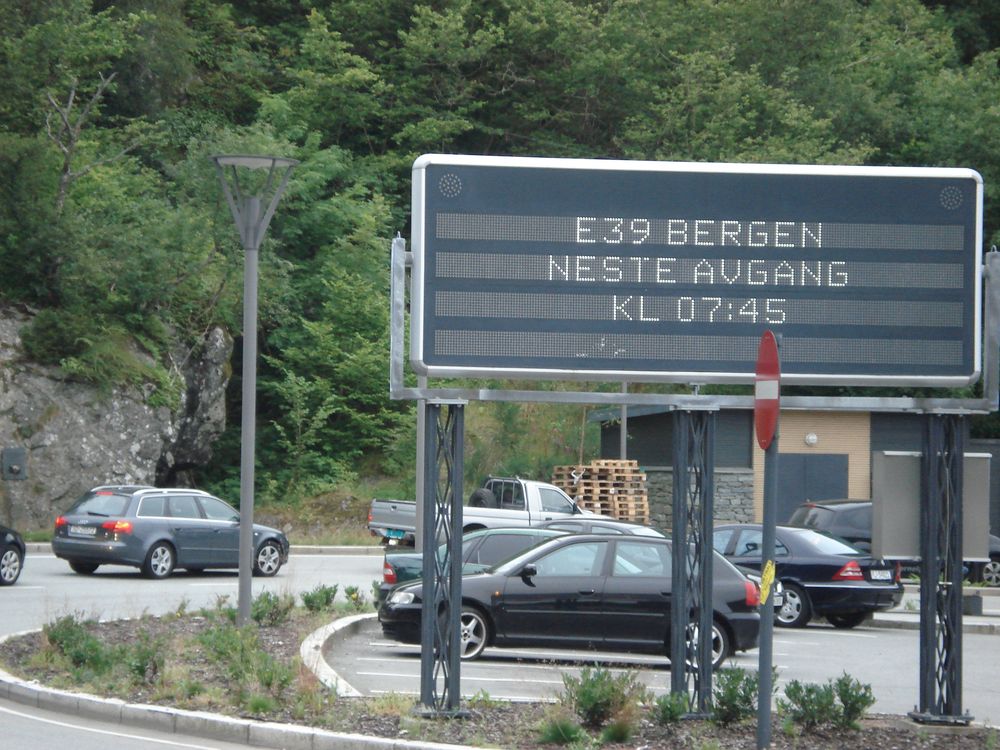 E39 BERGEN
NESTE AVGANG
KL 07:45